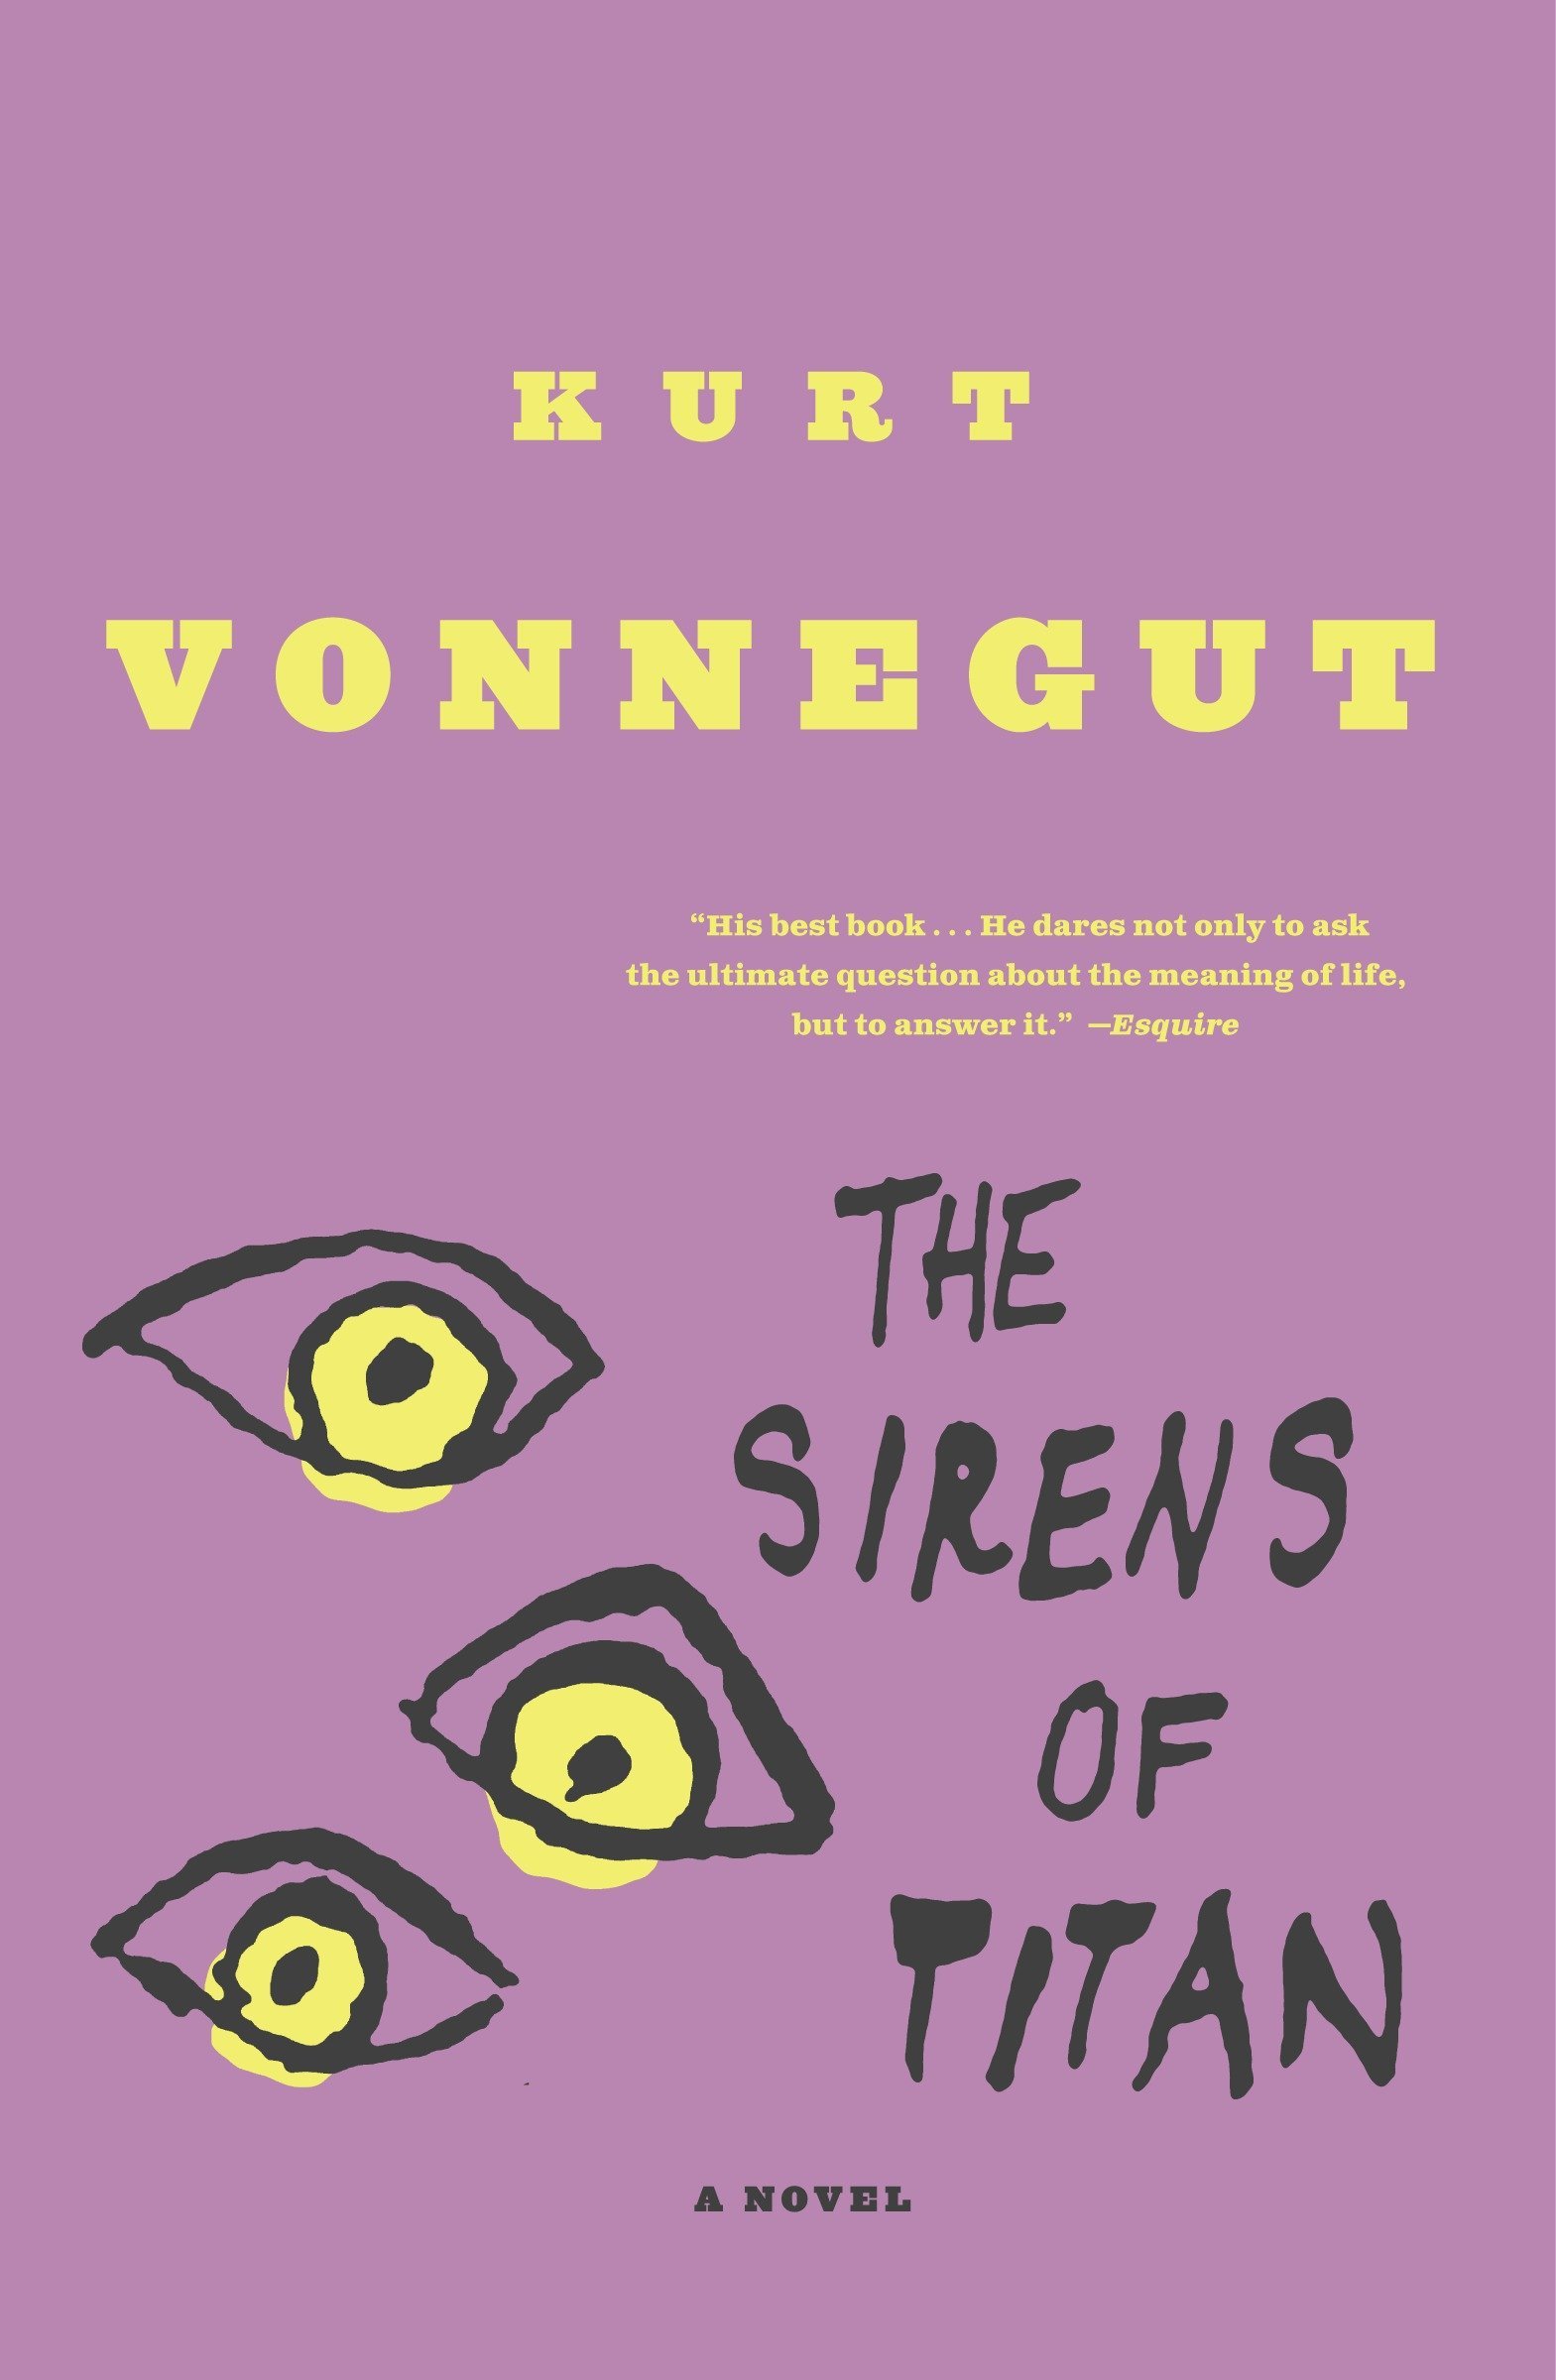 KURT
VONNEGUT
“His best book . . . He dares not only to ask
the ultimate question about the meaning of life,
but to answer it.” —Esquire
THE
SIRENS
OF
TITAN
A NOVEL